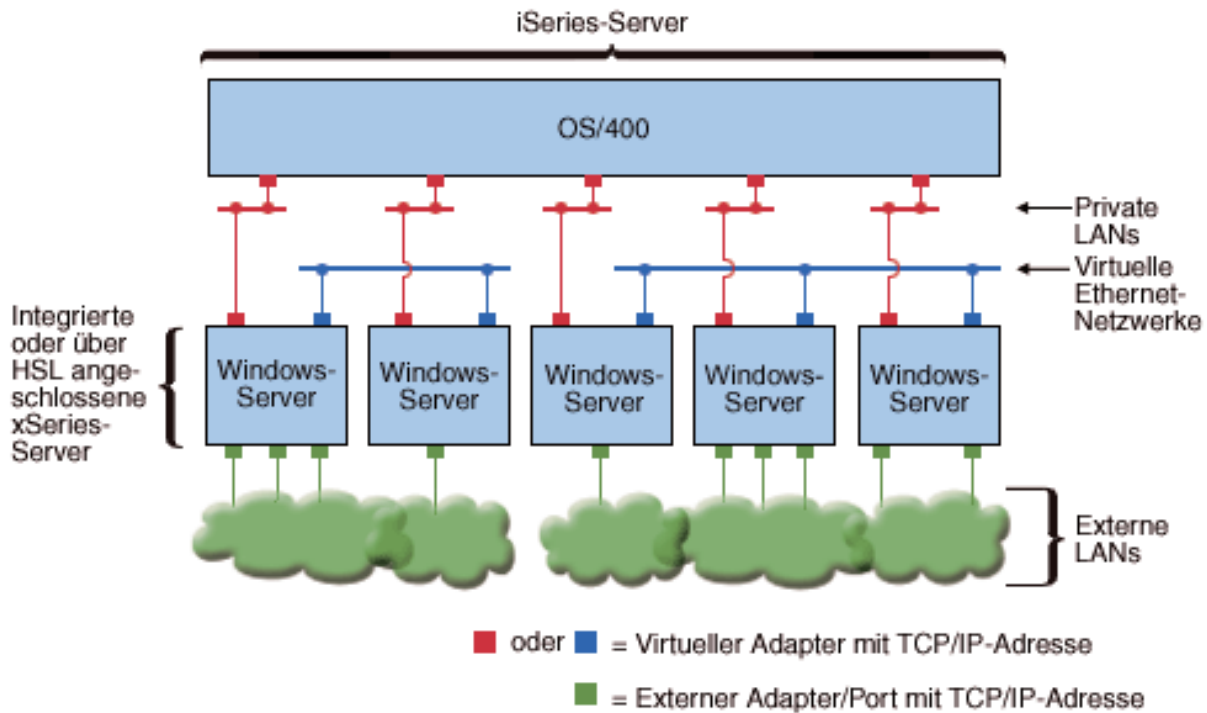 iSeries-Server
OS/400
Private
LANs
Virtuelle
Ethernet-
Netzwerke
Integrierte
oder über
HSL ange-
schlossene
xSeries-
Server
Windows-
Server
Windows-
Server
Windows-
Server
Windows-
Server
Windows-
Server
Externe
LANs
oder = Virtueller Adapter mit TCP/IP-Adresse
= Externer Adapter/Port mit TCP/IP-Adresse